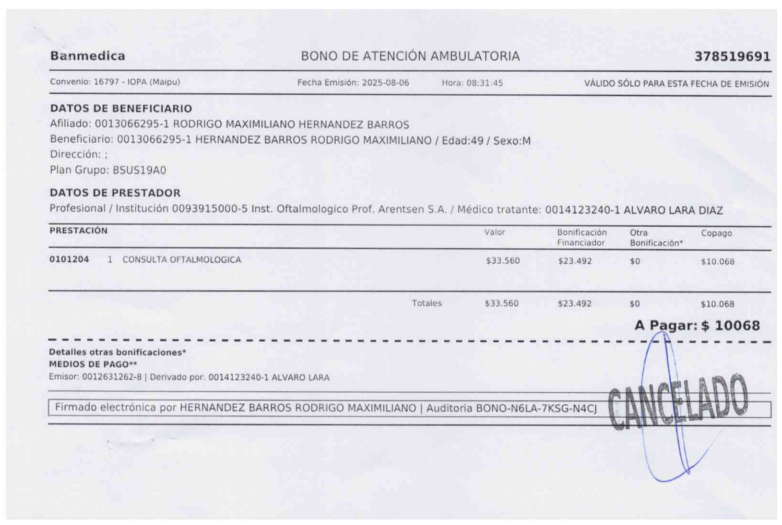 Banmedica BONO DE ATENCIÓN AMBULATORIA 378519691
Convenio: 16797 - IOPA (Maipu) Fecha Emisión: 2025-08-06 Hora: 08:31:45 VÁLIDO SÓLO PARA ESTA FECHA DE EMISIÓN
DATOS DE BENEFICIARIO
Afiliado: 0013066295-1 RODRIGO MAXIMILIANO HERNANDEZ BARROS
Beneficiario: 0013066295-1 HERNANDEZ BARROS RODRIGO MAXIMILIANO / Edad:49 / Sexo:M
Dirección: ;
Plan Grupo: BSUS19A0
DATOS DE PRESTADOR
Profesional / Institución 0093915000-5 Inst. Oftalmologico Prof. Arentsen S.A. / Médico tratante: 0014123240-1 ALVARO LARA DIAZ
PRESTACIÓN Valor Bonificación Financiador Otra Bonificación* Copago
0101204 1 CONSULTA OFTALMOLOGICA $33.560 $23.492 $0 $10.068
Totales $33.560 $23.492 $0 $10.068
A Pagar: $ 10068
Detalles otras bonificaciones*
MEDIOS DE PAGO**
Emisor: 0012631262-8 | Derivado por: 0014123240-1 ALVARO LARA
Firmado electrónica por HERNANDEZ BARROS RODRIGO MAXIMILIANO | Auditoria BONO-N6LA-7KSG-N4CJ
CANCELADO